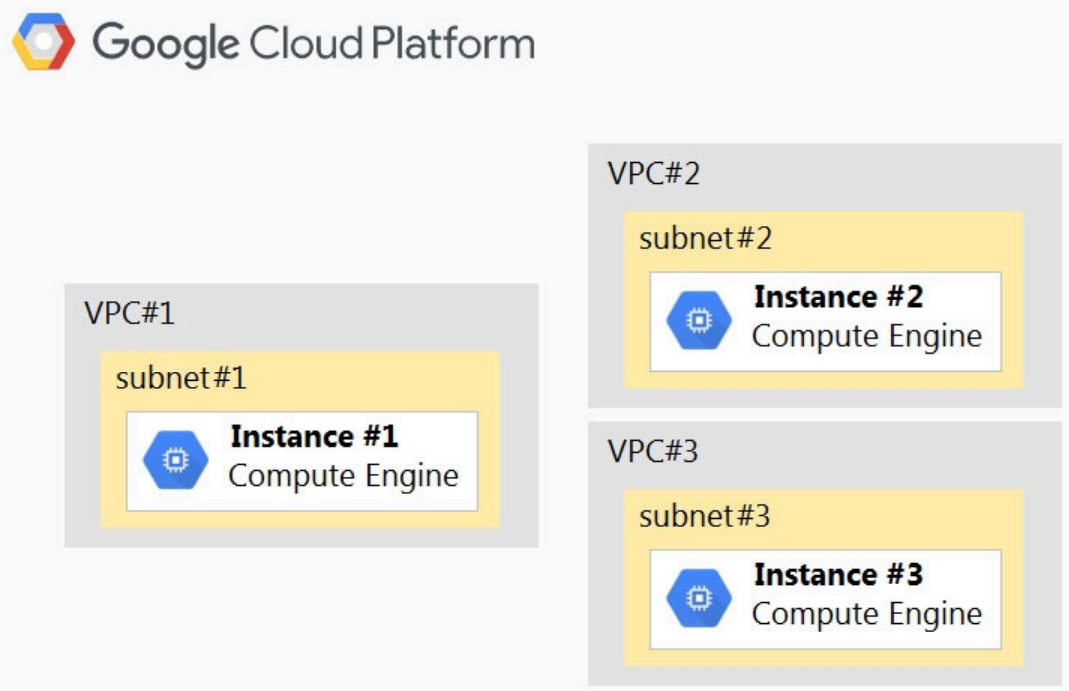 Google Cloud Platform
VPC#1
subnet#1
Instance #1
Compute Engine
VPC#2
subnet#2
Instance #2
Compute Engine
VPC#3
subnet#3
Instance #3
Compute Engine